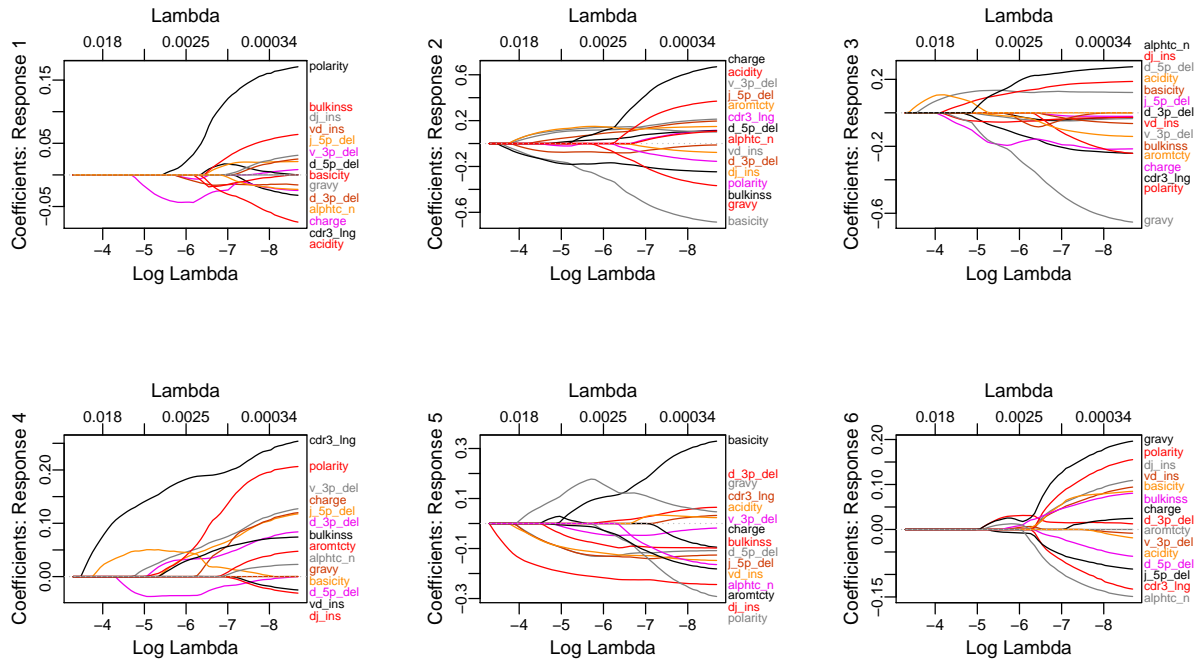 Lambda
0.018 0.0025 0.00034
Coefficients: Response 1
0.15
0.05
−0.05
−4 −5 −6 −7 −8
Log Lambda
polarity
bulkinss
dj_ins
vd_ins
j_5p_del
v_3p_del
d_5p_del
basicity
gravy
d_3p_del
alphtc_n
charge
cdr3_lng
acidity
Lambda
0.018 0.0025 0.00034
Coefficients: Response 2
0.6
0.2
−0.2
−0.6
−4 −5 −6 −7 −8
Log Lambda
charge
acidity
v_3p_del
j_5p_del
aromtcty
cdr3_lng
d_5p_del
alphtc_n
vd_ins
d_3p_del
polarity
bulkinss
gravy
basicity
Lambda
0.018 0.0025 0.00034
Coefficients: Response 3
0.2
−0.2
−0.6
−4 −5 −6 −7 −8
Log Lambda
alphtc_n
dj_ins
d_5p_del
acidity
basicity
j_5p_del
d_3p_del
vd_ins
v_3p_del
bulkinss
aromtcty
charge
cdr3_lng
polarity
gravy
Lambda
0.018 0.0025 0.00034
Coefficients: Response 4
0.20
0.10
0.00
−4 −5 −6 −7 −8
Log Lambda
cdr3_lng
polarity
v_3p_del
charge
j_5p_del
d_3p_del
bulkinss
aromtcty
alphtc_n
gravy
basicity
d_5p_del
vd_ins
dj_ins
Lambda
0.018 0.0025 0.00034
Coefficients: Response 5
0.3
0.1
−0.1
−0.3
−4 −5 −6 −7 −8
Log Lambda
basicity
d_3p_del
gravy
cdr3_lng
acidity
v_3p_del
charge
bulkinss
d_5p_del
j_5p_del
vd_ins
alphtc_n
aromtcty
dj_ins
polarity
Lambda
0.018 0.0025 0.00034
Coefficients: Response 6
0.20
0.10
0.00
−0.15
−4 −5 −6 −7 −8
Log Lambda
gravy
polarity
dj_ins
vd_ins
basicity
bulkinss
charge
d_3p_del
aromtcty
v_3p_del
acidity
d_5p_del
j_5p_del
cdr3_lng
alphtc_n